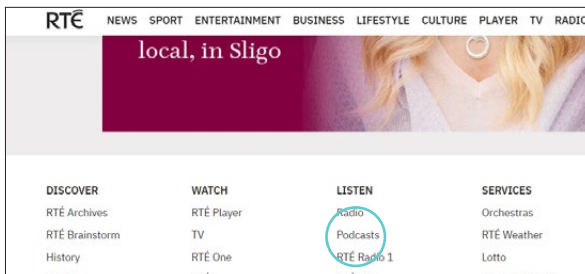 RTÉ NEWS SPORT ENTERTAINMENT BUSINESS LIFESTYLE CULTURE PLAYER TV RADIO
local, in Sligo
DISCOVER WATCH LISTEN SERVICES
RTÉ Archives RTÉ Player Radio Orchestras
RTÉ Brainstorm TV Podcasts RTÉ Weather
History RTÉ One RTÉ Radio 1 Lotto